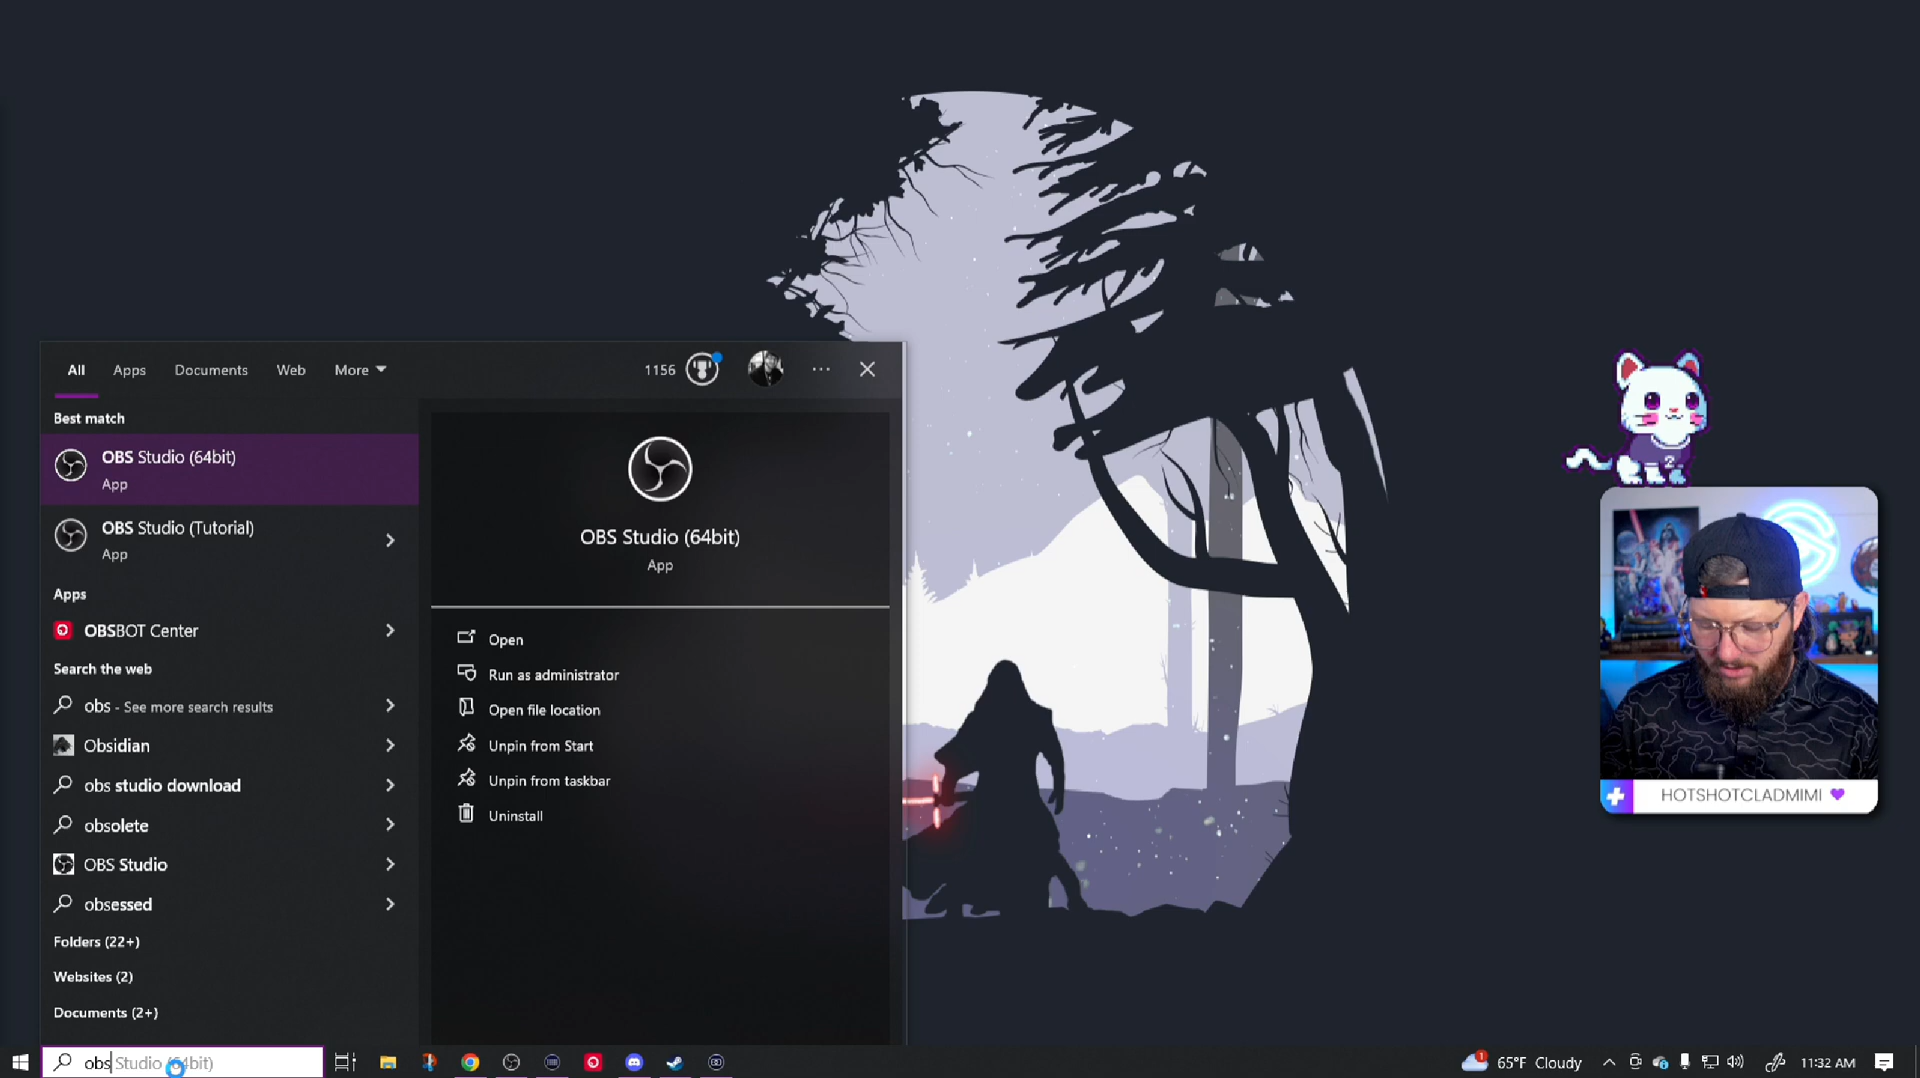 All
Apps
Documents
Web
More
1156
Best match
OBS Studio (64bit)
App
OBS Studio (Tutorial)
App
Apps
OBSBOT Center
Search the web
obs - See more search results
Obsidian
obs studio download
obsolete
OBS Studio
obsessed
Folders (22+)
Websites (2)
Documents (2+)
OBS Studio (64bit)
App
Open
Run as administrator
Open file location
Unpin from Start
Unpin from taskbar
Uninstall
2
HOTSHOTCLADMIMI
obs Studio (64bit)
1
65°F Cloudy
11:32 AM